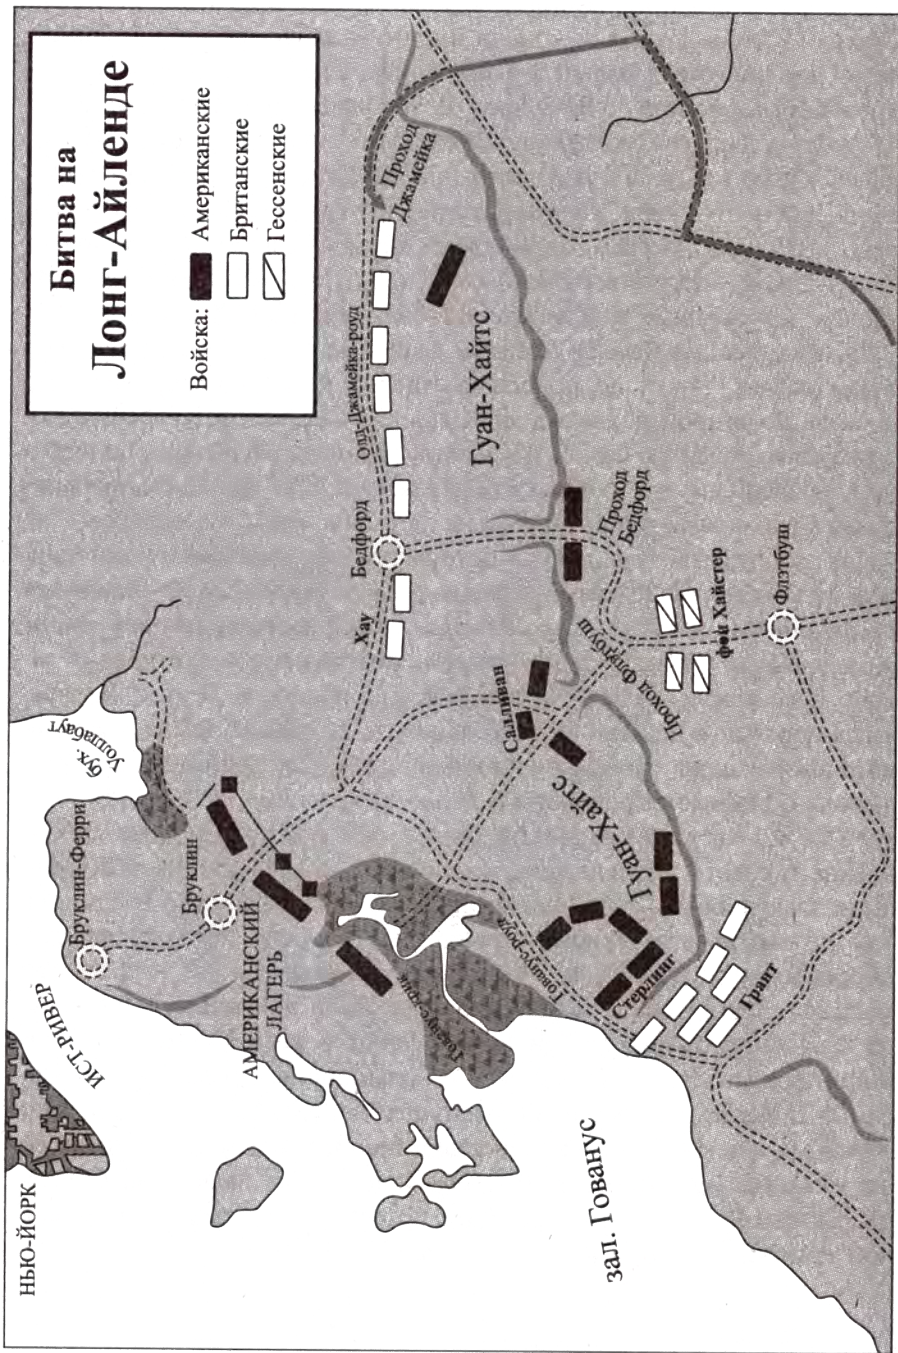 Битва на
Лонг-Айленде
Войска:
Американские
Британские
Гессенские
НЬЮ-ЙОРК
ИСТ-РИВЕР
Бруклин-Ферри
бух.
Уоллабаут
Бруклин
АМЕРИКАНСКИЙ
ЛАГЕРЬ
Хау
Бедфорд
Олд-Джамейка-роуд
Проход
Джамейка
Гуан-Хайтс
Гованус-крик
Гованус-роуд
Салливан
Гуан-Хайтс
Проход Флэтбуш
Проход
Бедфорд
Стерлинг
фон Хайстер
Флэтбуш
Грант
зал. Гованус